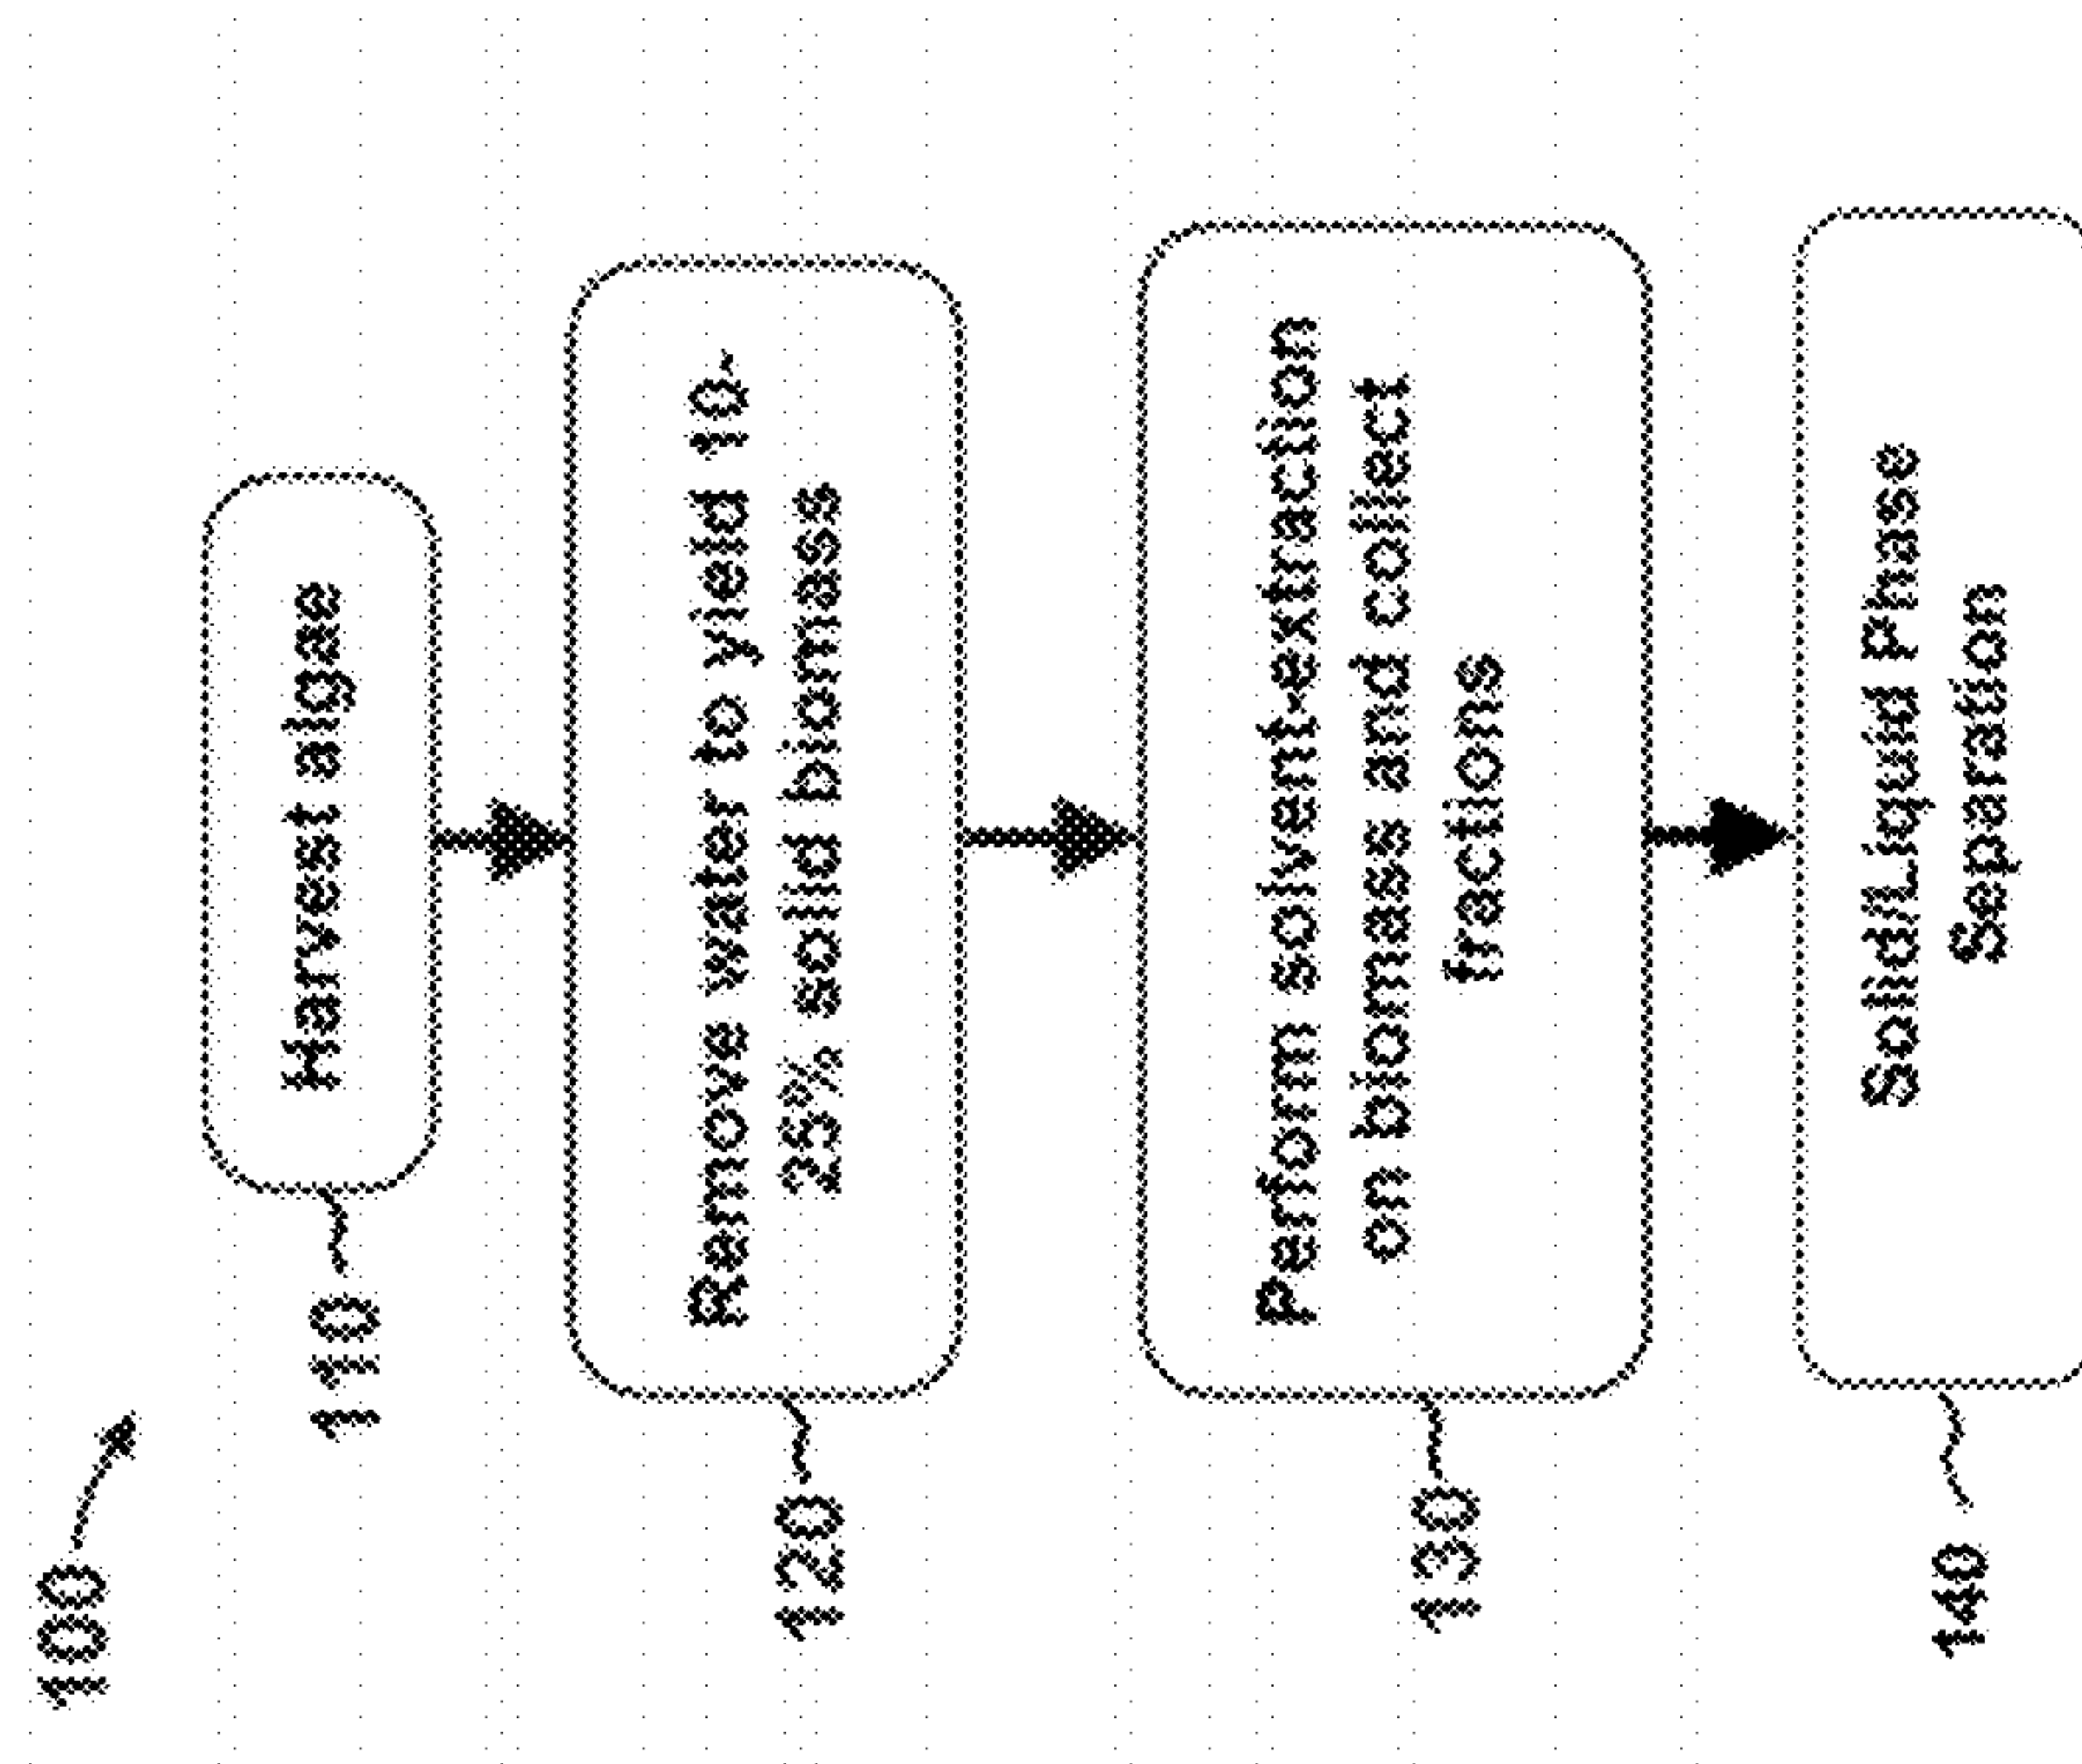 100
110
Harvest algae
120
Remove water to yield 10-
25% solid biomass
130
Perform solvent-extraction
on biomass and collect
fractions
140
Solid/Liquid Phase
Separation